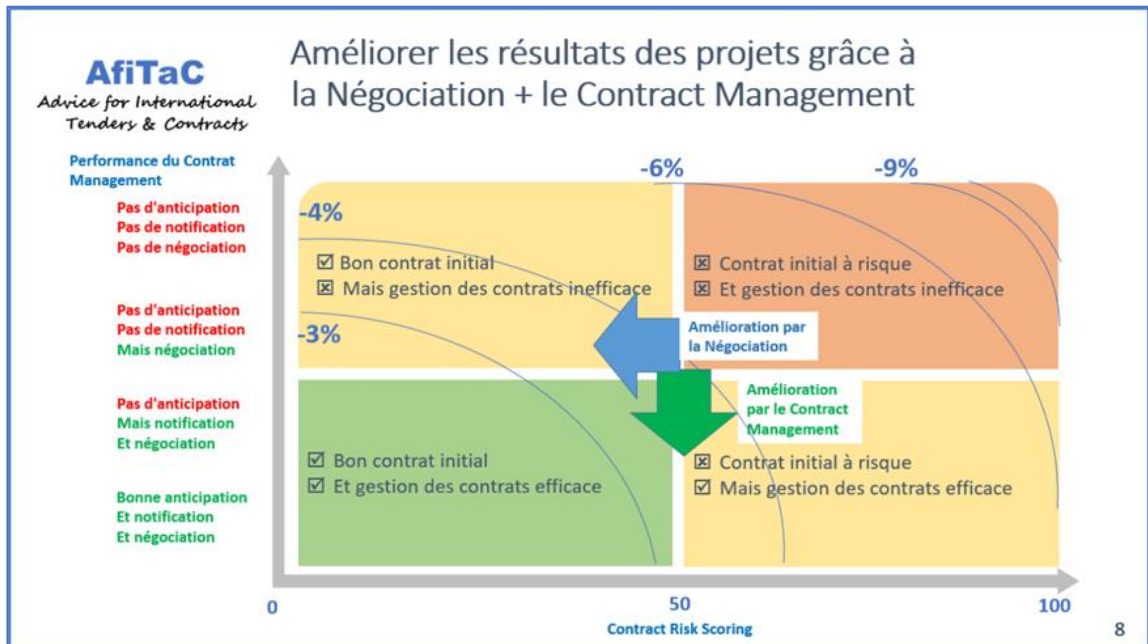 AfiTaC
Advice for International
Tenders & Contracts
Améliorer les résultats des projets grâce à
la Négociation + le Contract Management
Performance du Contrat
Management
-6%
-9%
Pas d'anticipation
Pas de notification
Pas de négociation
-4%
☑ Bon contrat initial
☒ Mais gestion des contrats inefficace
☒ Contrat initial à risque
☒ Et gestion des contrats inefficace
Pas d'anticipation
Pas de notification
Mais négociation
-3%
Amélioration par
la Négociation
Pas d'anticipation
Mais notification
Et négociation
Amélioration
par le Contract
Management
☑ Bon contrat initial
☑ Et gestion des contrats efficace
☒ Contrat initial à risque
☑ Mais gestion des contrats efficace
Bonne anticipation
Et notification
Et négociation
0
50
100
Contract Risk Scoring
8